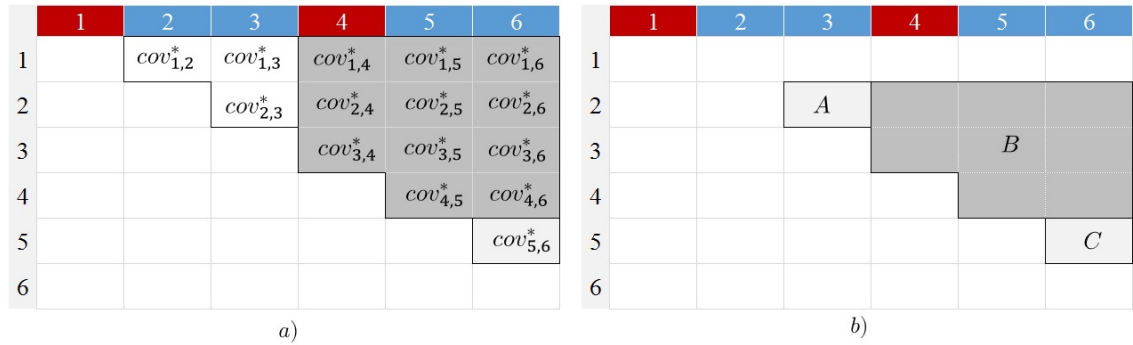 1 2 3 4 5 6
1 cov*1,2 cov*1,3 cov*1,4 cov*1,5 cov*1,6
2 cov*2,3 cov*2,4 cov*2,5 cov*2,6
3 cov*3,4 cov*3,5 cov*3,6
4 cov*4,5 cov*4,6
5 cov*5,6
6
a)
1 2 3 4 5 6
1
2 A
3 B
4
5 C
6
b)